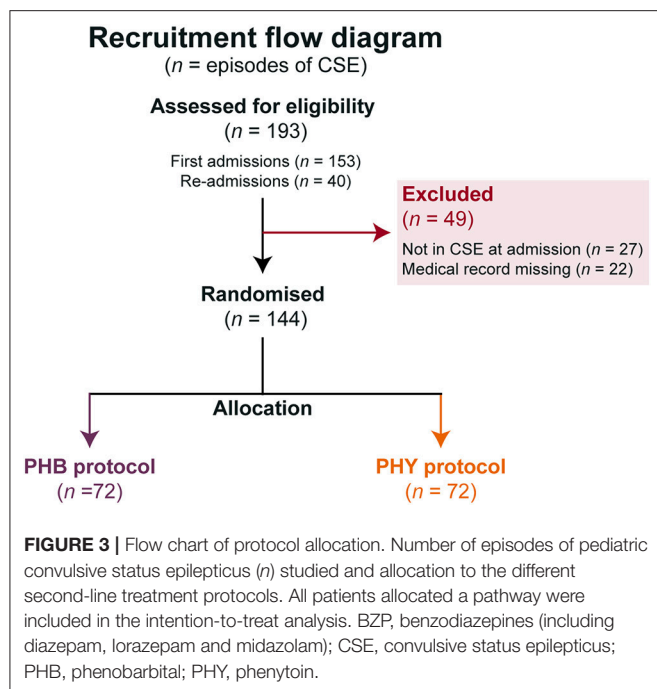 Recruitment flow diagram
(n = episodes of CSE)
Assessed for eligibility
(n = 193)
First admissions (n = 153)
Re-admissions (n = 40)
Excluded
(n = 49)
Not in CSE at admission (n = 27)
Medical record missing (n = 22)
Randomised
(n = 144)
Allocation
PHB protocol
(n =72)
PHY protocol
(n = 72)
FIGURE 3 | Flow chart of protocol allocation. Number of episodes of pediatric
convulsive status epilepticus (n) studied and allocation to the different
second-line treatment protocols. All patients allocated a pathway were
included in the intention-to-treat analysis. BZP, benzodiazepines (including
diazepam, lorazepam and midazolam); CSE, convulsive status epilepticus;
PHB, phenobarbital; PHY, phenytoin.